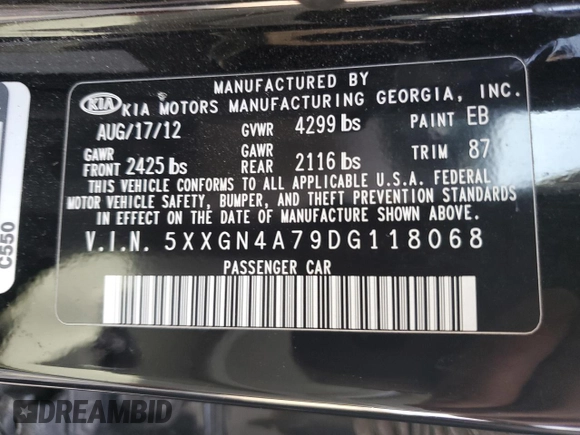 MANUFACTURED BY
KIA KIA MOTORS MANUFACTURING GEORGIA, INC.
AUG/17/12 GVWR 4299 lbs PAINT EB
GAWR FRONT 2425 lbs GAWR REAR 2116 lbs TRIM 87
THIS VEHICLE CONFORMS TO ALL APPLICABLE U.S.A. FEDERAL
MOTOR VEHICLE SAFETY, BUMPER, AND THEFT PREVENTION STANDARDS
IN EFFECT ON THE DATE OF MANUFACTURE SHOWN ABOVE.
V.I.N. 5XXGN4A79DG118068
PASSENGER CAR
C550
DREAMBID